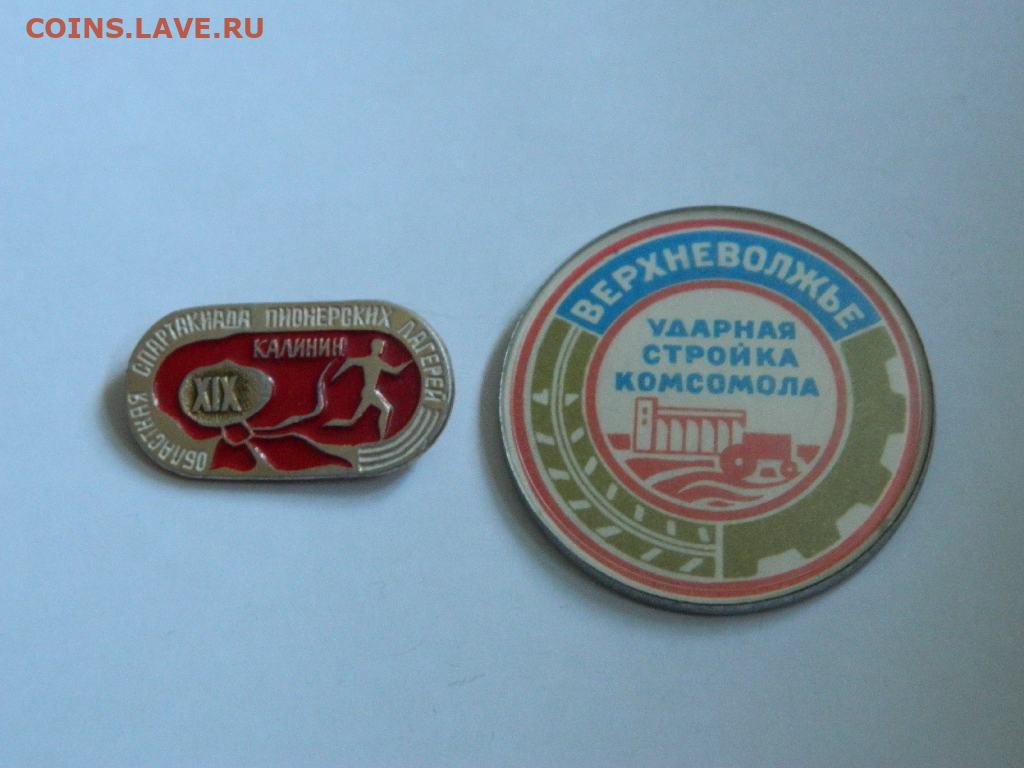 COINS.LAVE.RU
ОБЛАСТНАЯ СПАРТАКИАДА ПИОНЕРСКИХ ЛАГЕРЕЙ
КАЛИНИН
XIX
ВЕРХНЕВОЛЖЬЕ
УДАРНАЯ
СТРОЙКА
КОМСОМОЛА